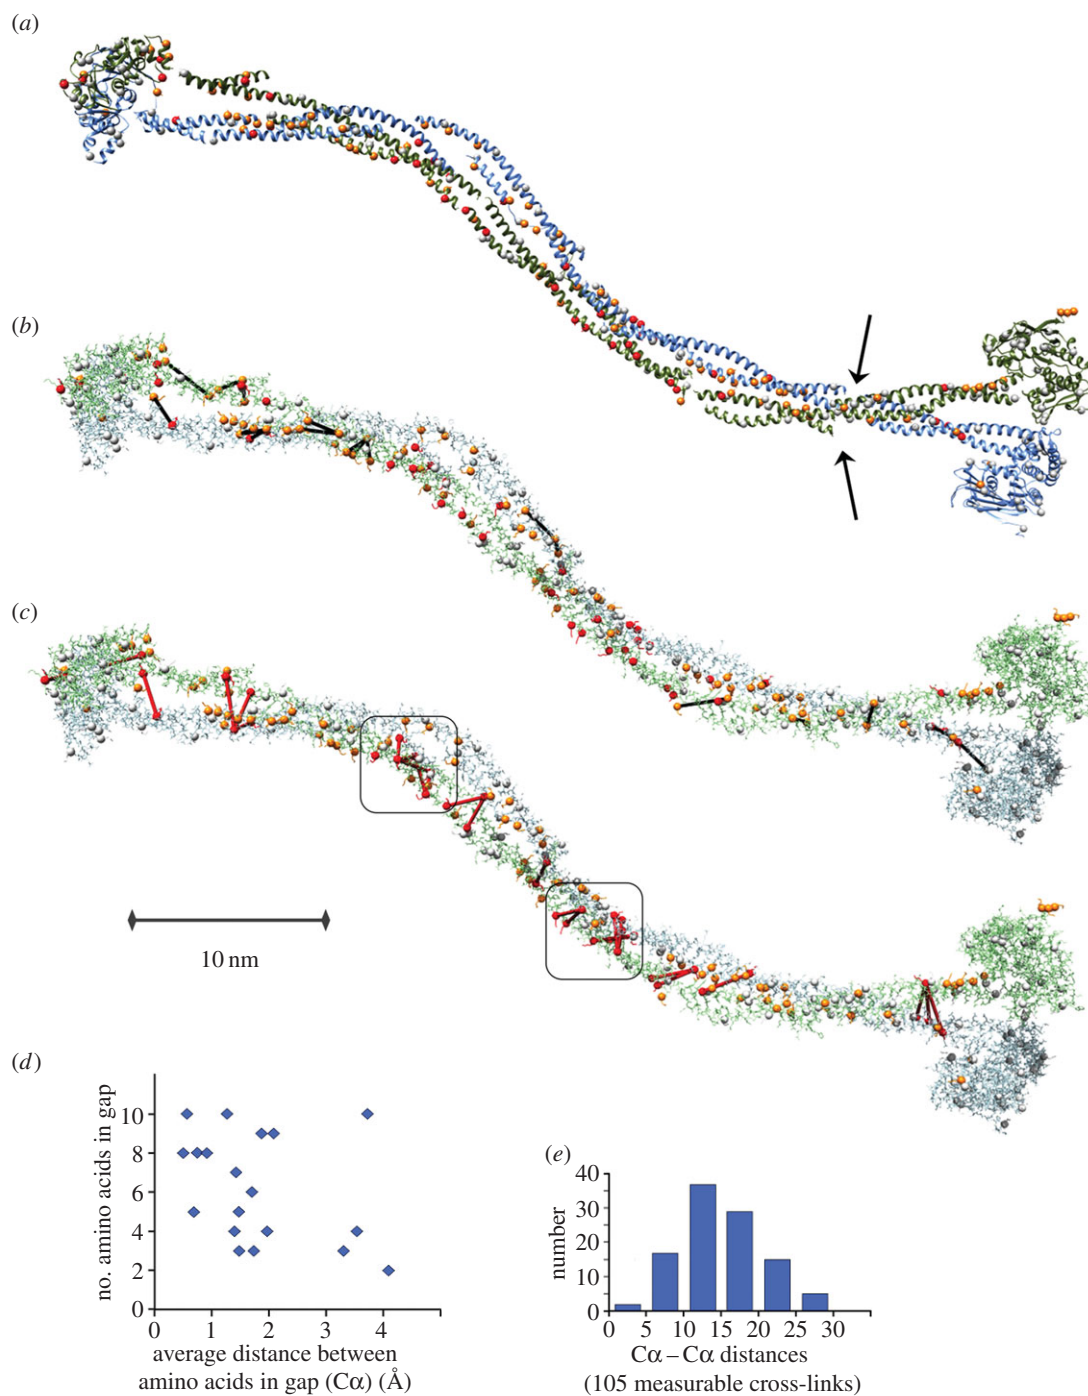 (a)
(b)
(c)
10 nm
(d)
no. amino acids in gap
10
8
6
4
2
0
0 1 2 3 4
average distance between
amino acids in gap (Cα) (Å)
(e)
number
40
30
20
10
0
0 5 10 15 20 25 30
Cα – Cα distances
(105 measurable cross-links)